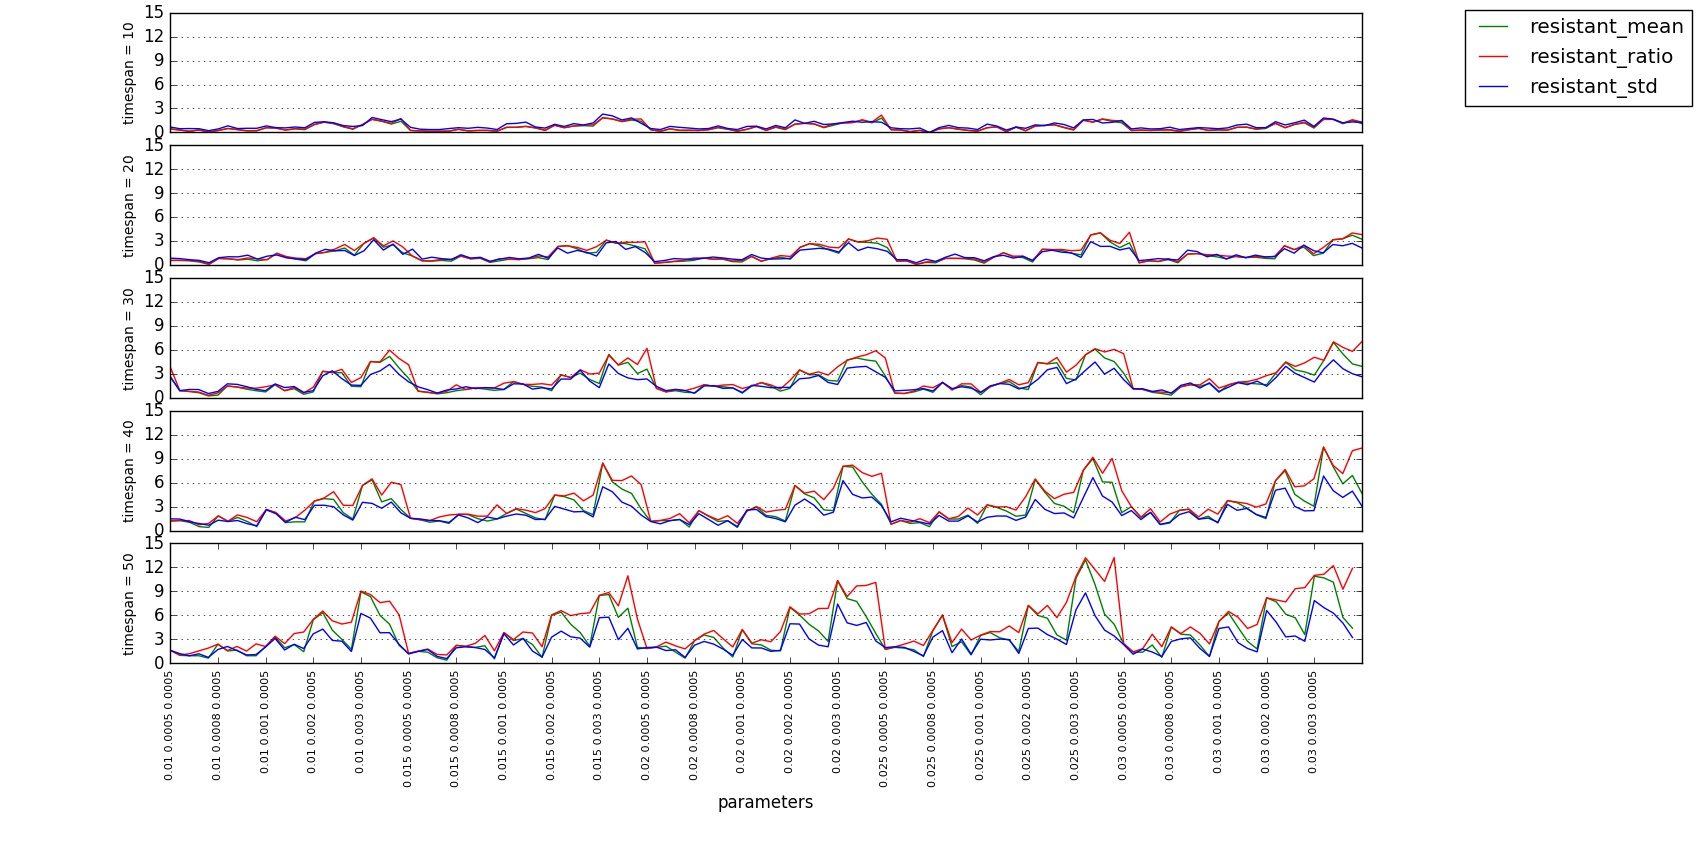 resistant_mean
resistant_ratio
resistant_std
timespan = 10
15
12
9
6
3
0
timespan = 20
15
12
9
6
3
0
timespan = 30
15
12
9
6
3
0
timespan = 40
15
12
9
6
3
0
timespan = 50
15
12
9
6
3
0
0.01 0.0005 0.0005
0.01 0.0008 0.0005
0.01 0.001 0.0005
0.01 0.002 0.0005
0.01 0.003 0.0005
0.015 0.0005 0.0005
0.015 0.0008 0.0005
0.015 0.001 0.0005
0.015 0.002 0.0005
0.015 0.003 0.0005
0.02 0.0005 0.0005
0.02 0.0008 0.0005
0.02 0.001 0.0005
0.02 0.002 0.0005
0.02 0.003 0.0005
0.025 0.0005 0.0005
0.025 0.0008 0.0005
0.025 0.001 0.0005
0.025 0.002 0.0005
0.025 0.003 0.0005
0.03 0.0005 0.0005
0.03 0.0008 0.0005
0.03 0.001 0.0005
0.03 0.002 0.0005
0.03 0.003 0.0005
parameters